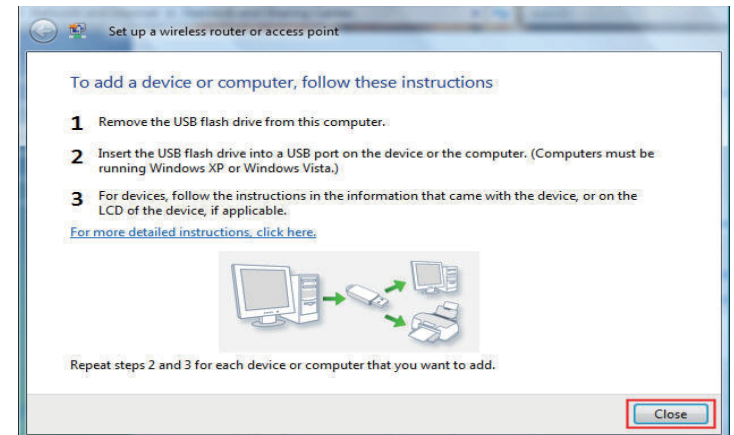 Set up a wireless router or access point
To add a device or computer, follow these instructions
1 Remove the USB flash drive from this computer.
2 Insert the USB flash drive into a USB port on the device or the computer. (Computers must be
running Windows XP or Windows Vista.)
3 For devices, follow the instructions in the information that came with the device, or on the
LCD of the device, if applicable.
For more detailed instructions, click here.
Repeat steps 2 and 3 for each device or computer that you want to add.
Close